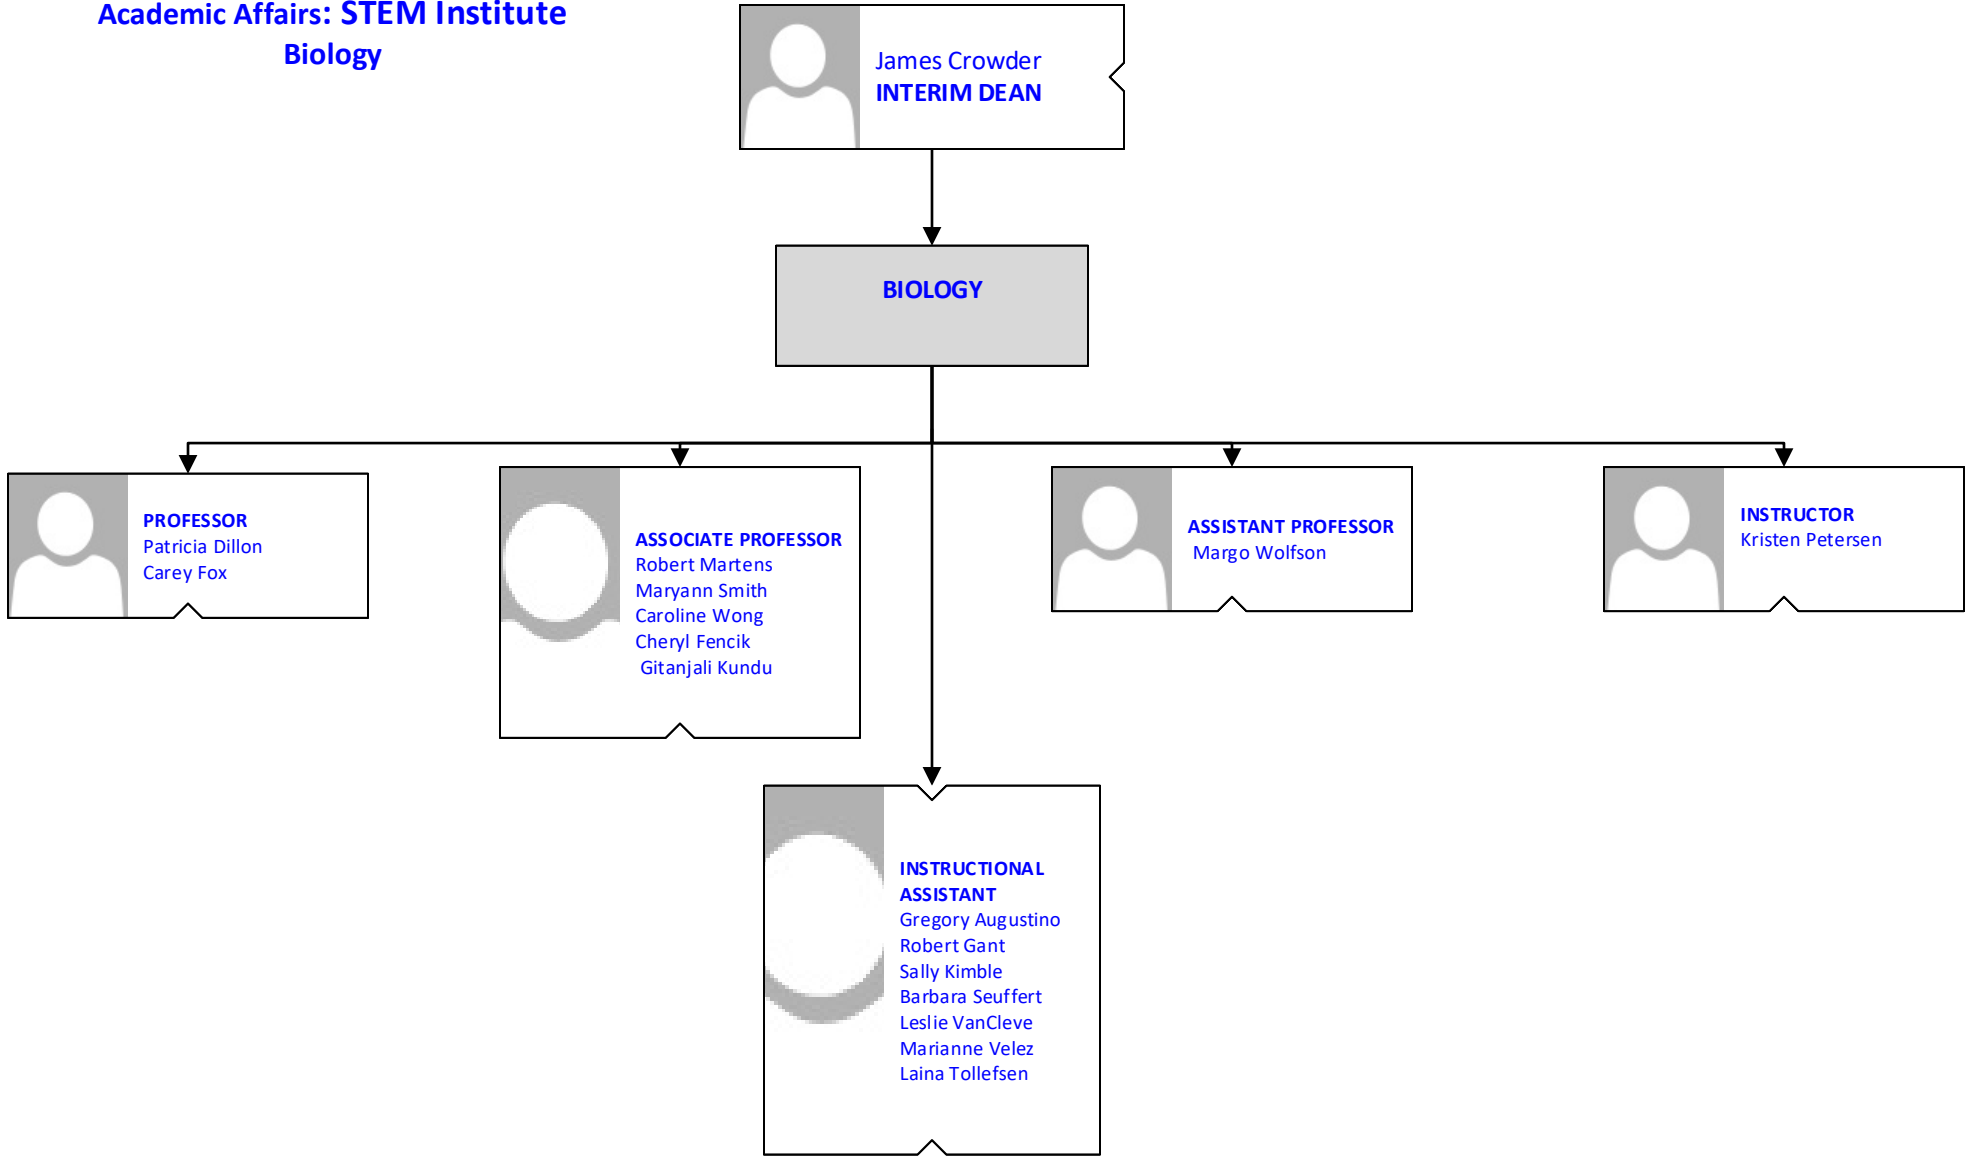 Academic Affairs: STEM Institute
Biology
James Crowder
INTERIM DEAN
BIOLOGY
PROFESSOR
Patricia Dillon
Carey Fox
ASSOCIATE PROFESSOR
Robert Martens
Maryann Smith
Caroline Wong
Cheryl Fencik
Gitanjali Kundu
ASSISTANT PROFESSOR
Margo Wolfson
INSTRUCTOR
Kristen Petersen
INSTRUCTIONAL
ASSISTANT
Gregory Augustino
Robert Gant
Sally Kimble
Barbara Seuffert
Leslie VanCleve
Marianne Velez
Laina Tollefsen